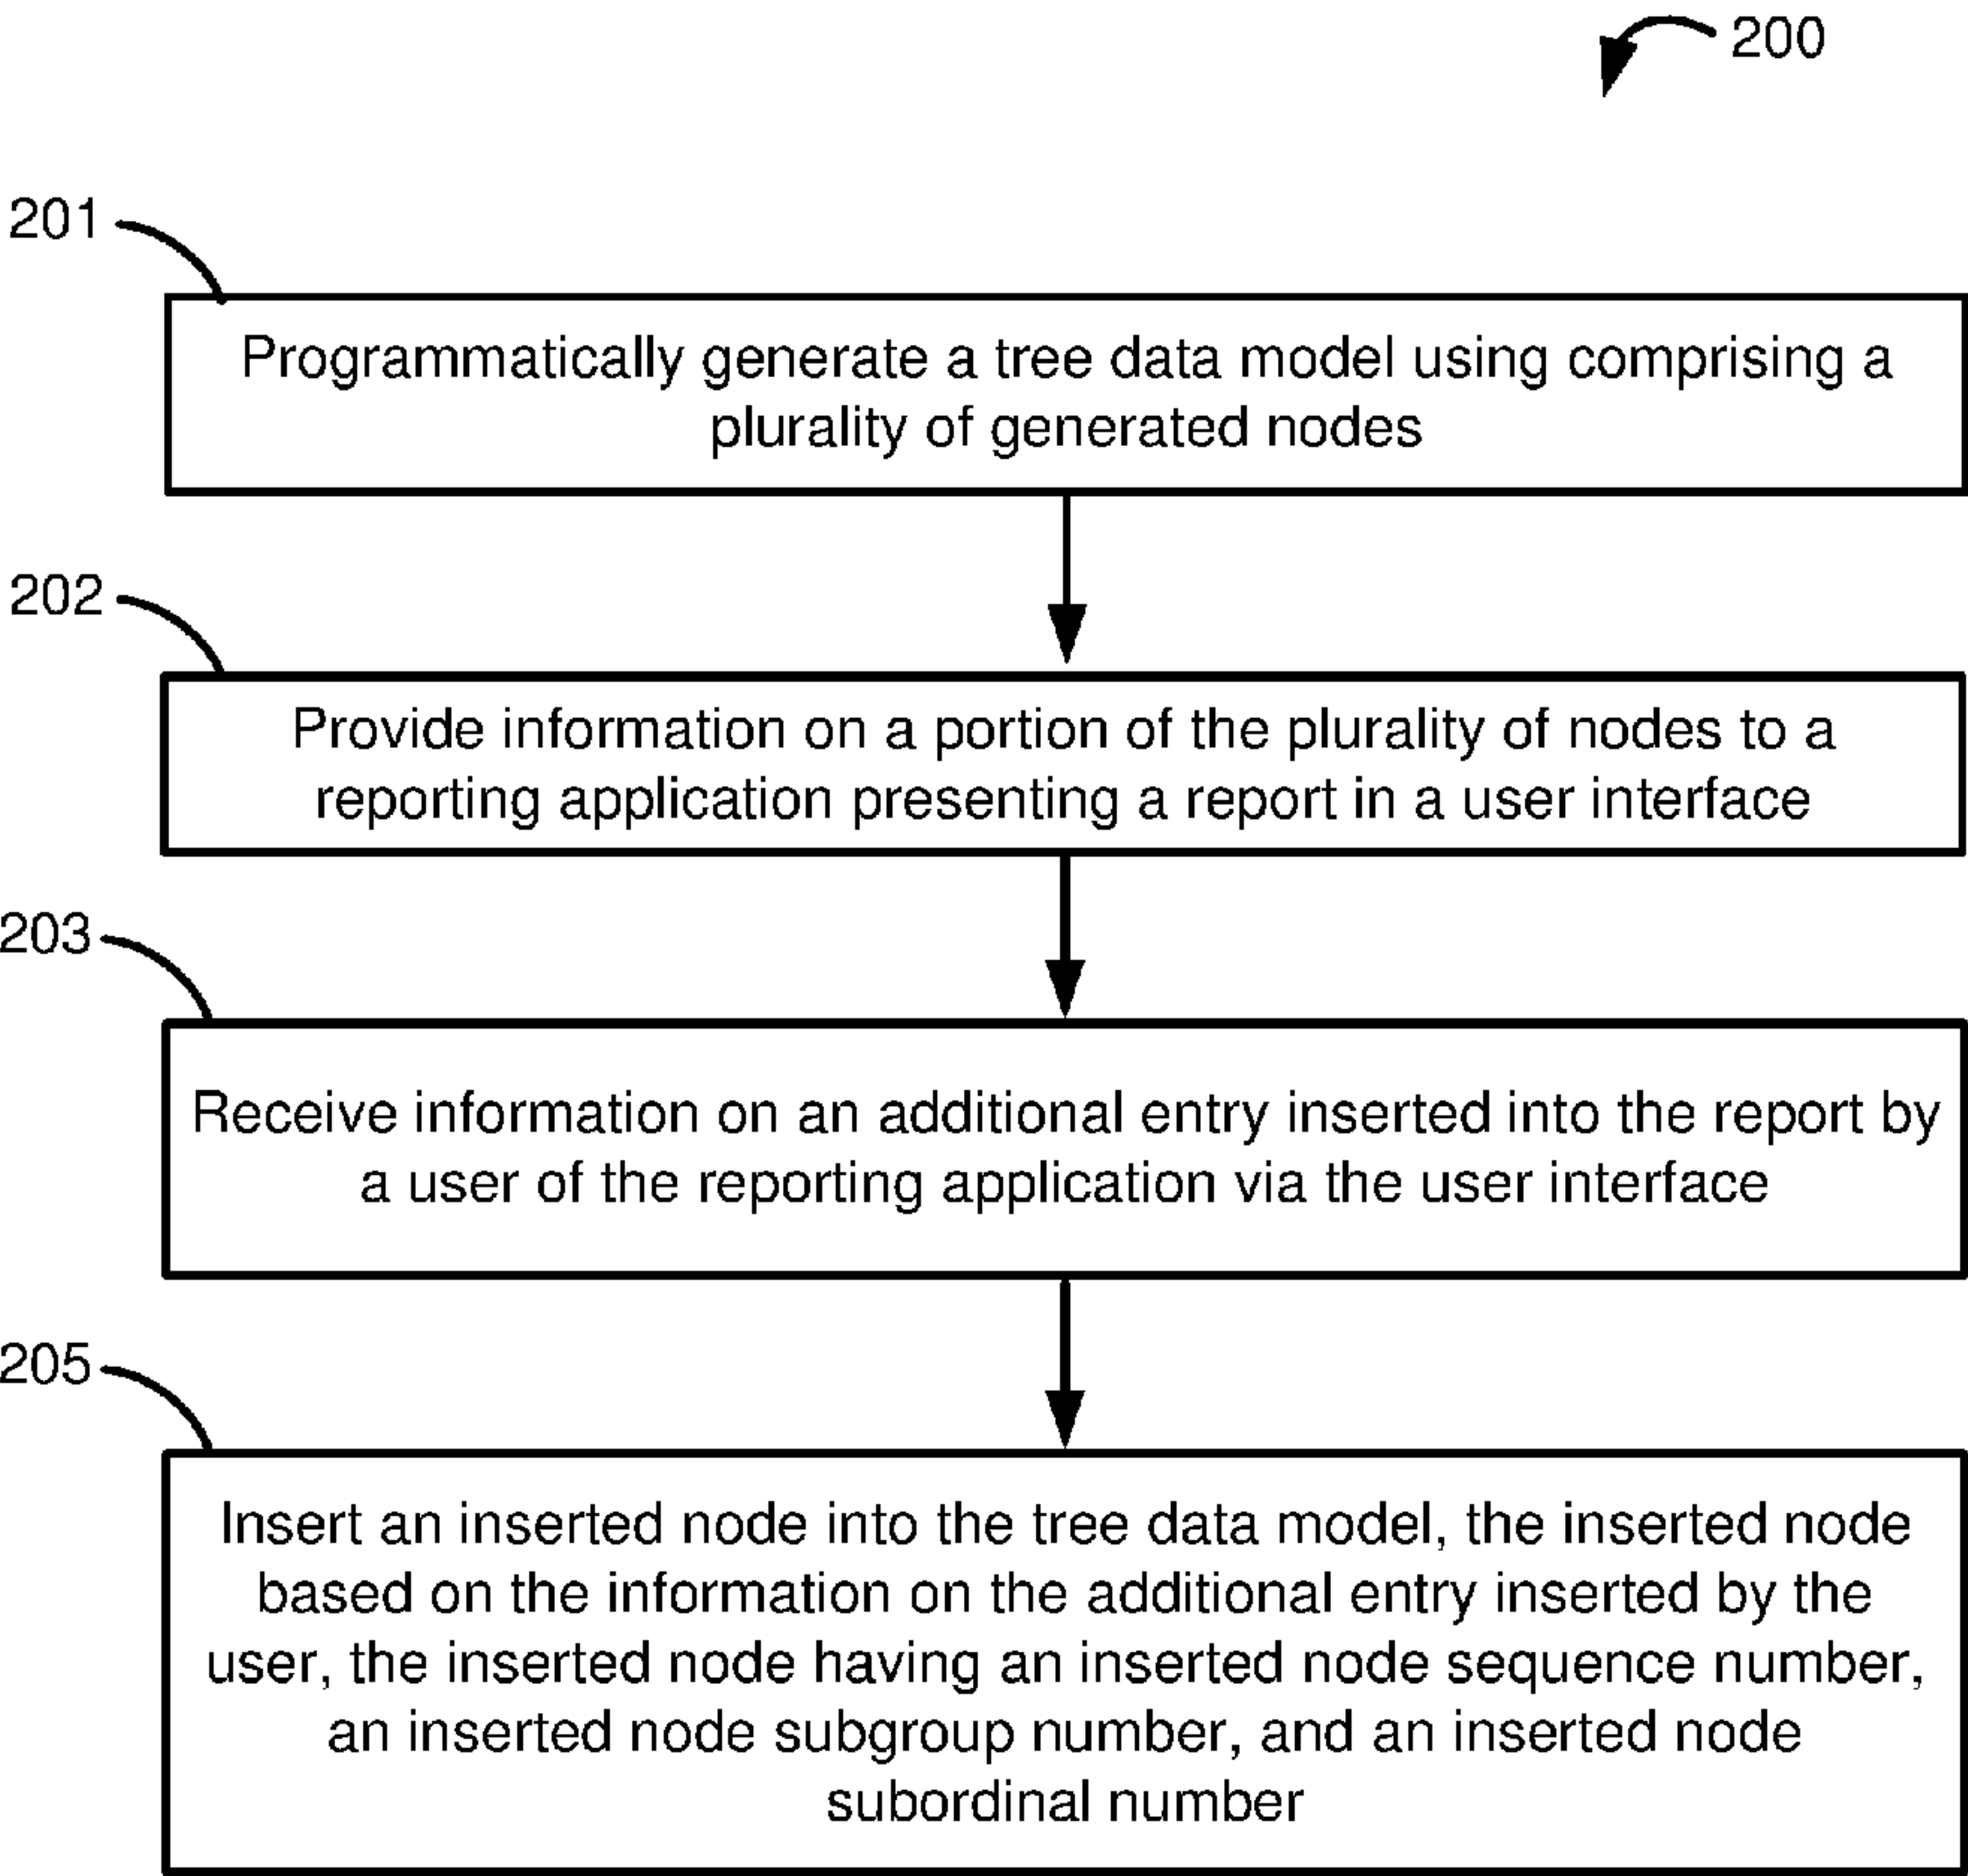 200
201
Programmatically generate a tree data model using comprising a
plurality of generated nodes
202
Provide information on a portion of the plurality of nodes to a
reporting application presenting a report in a user interface
203
Receive information on an additional entry inserted into the report by
a user of the reporting application via the user interface
205
Insert an inserted node into the tree data model, the inserted node
based on the information on the additional entry inserted by the
user, the inserted node having an inserted node sequence number,
an inserted node subgroup number, and an inserted node
subordinal number